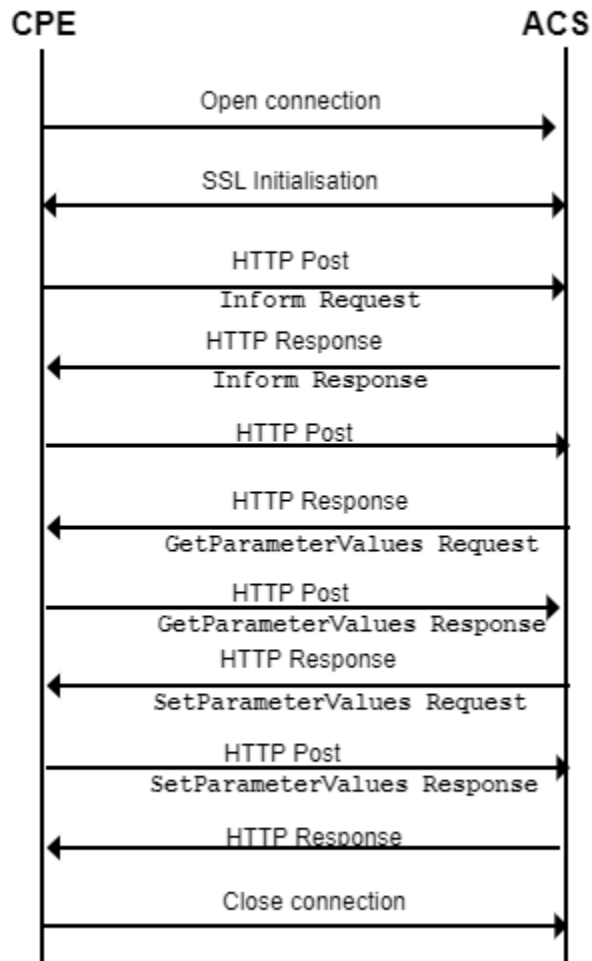 CPE ACS
Open connection
SSL Initialisation
HTTP Post
Inform Request
HTTP Response
Inform Response
HTTP Post
HTTP Response
GetParameterValues Request
HTTP Post
GetParameterValues Response
HTTP Response
SetParameterValues Request
HTTP Post
SetParameterValues Response
HTTP Response
Close connection